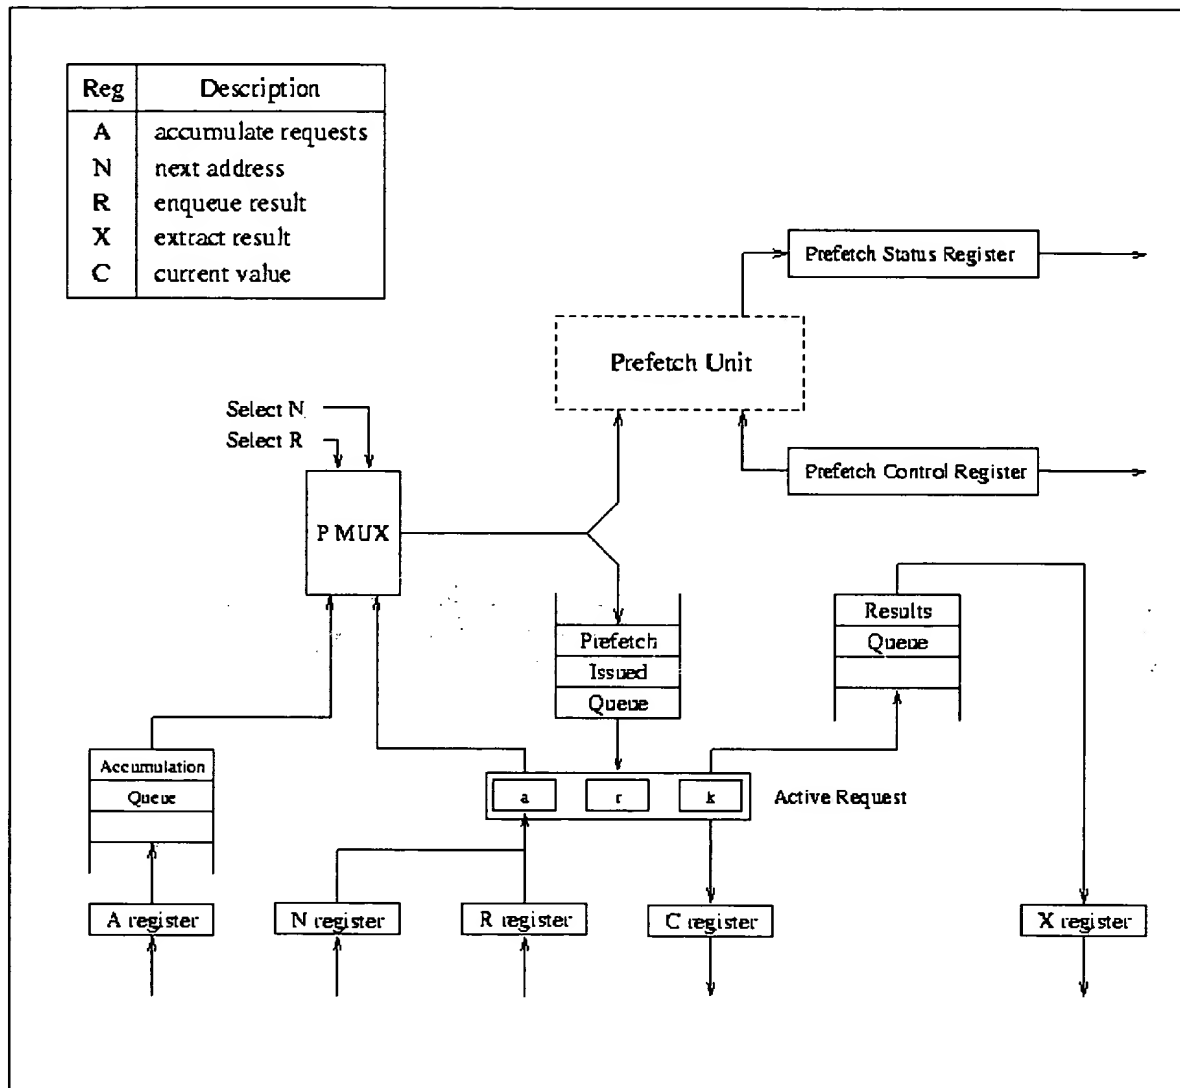 Reg Description
A accumulate requests
N next address
R enqueue result
X extract result
C current value
Prefetch Status Register
Prefetch Unit
Select N
Select R
Prefetch Control Register
P MUX
Prefetch
Issued
Queue
Results
Queue
Accumulation
Queue
a r k
Active Request
A register
N register
R register
C register
X register